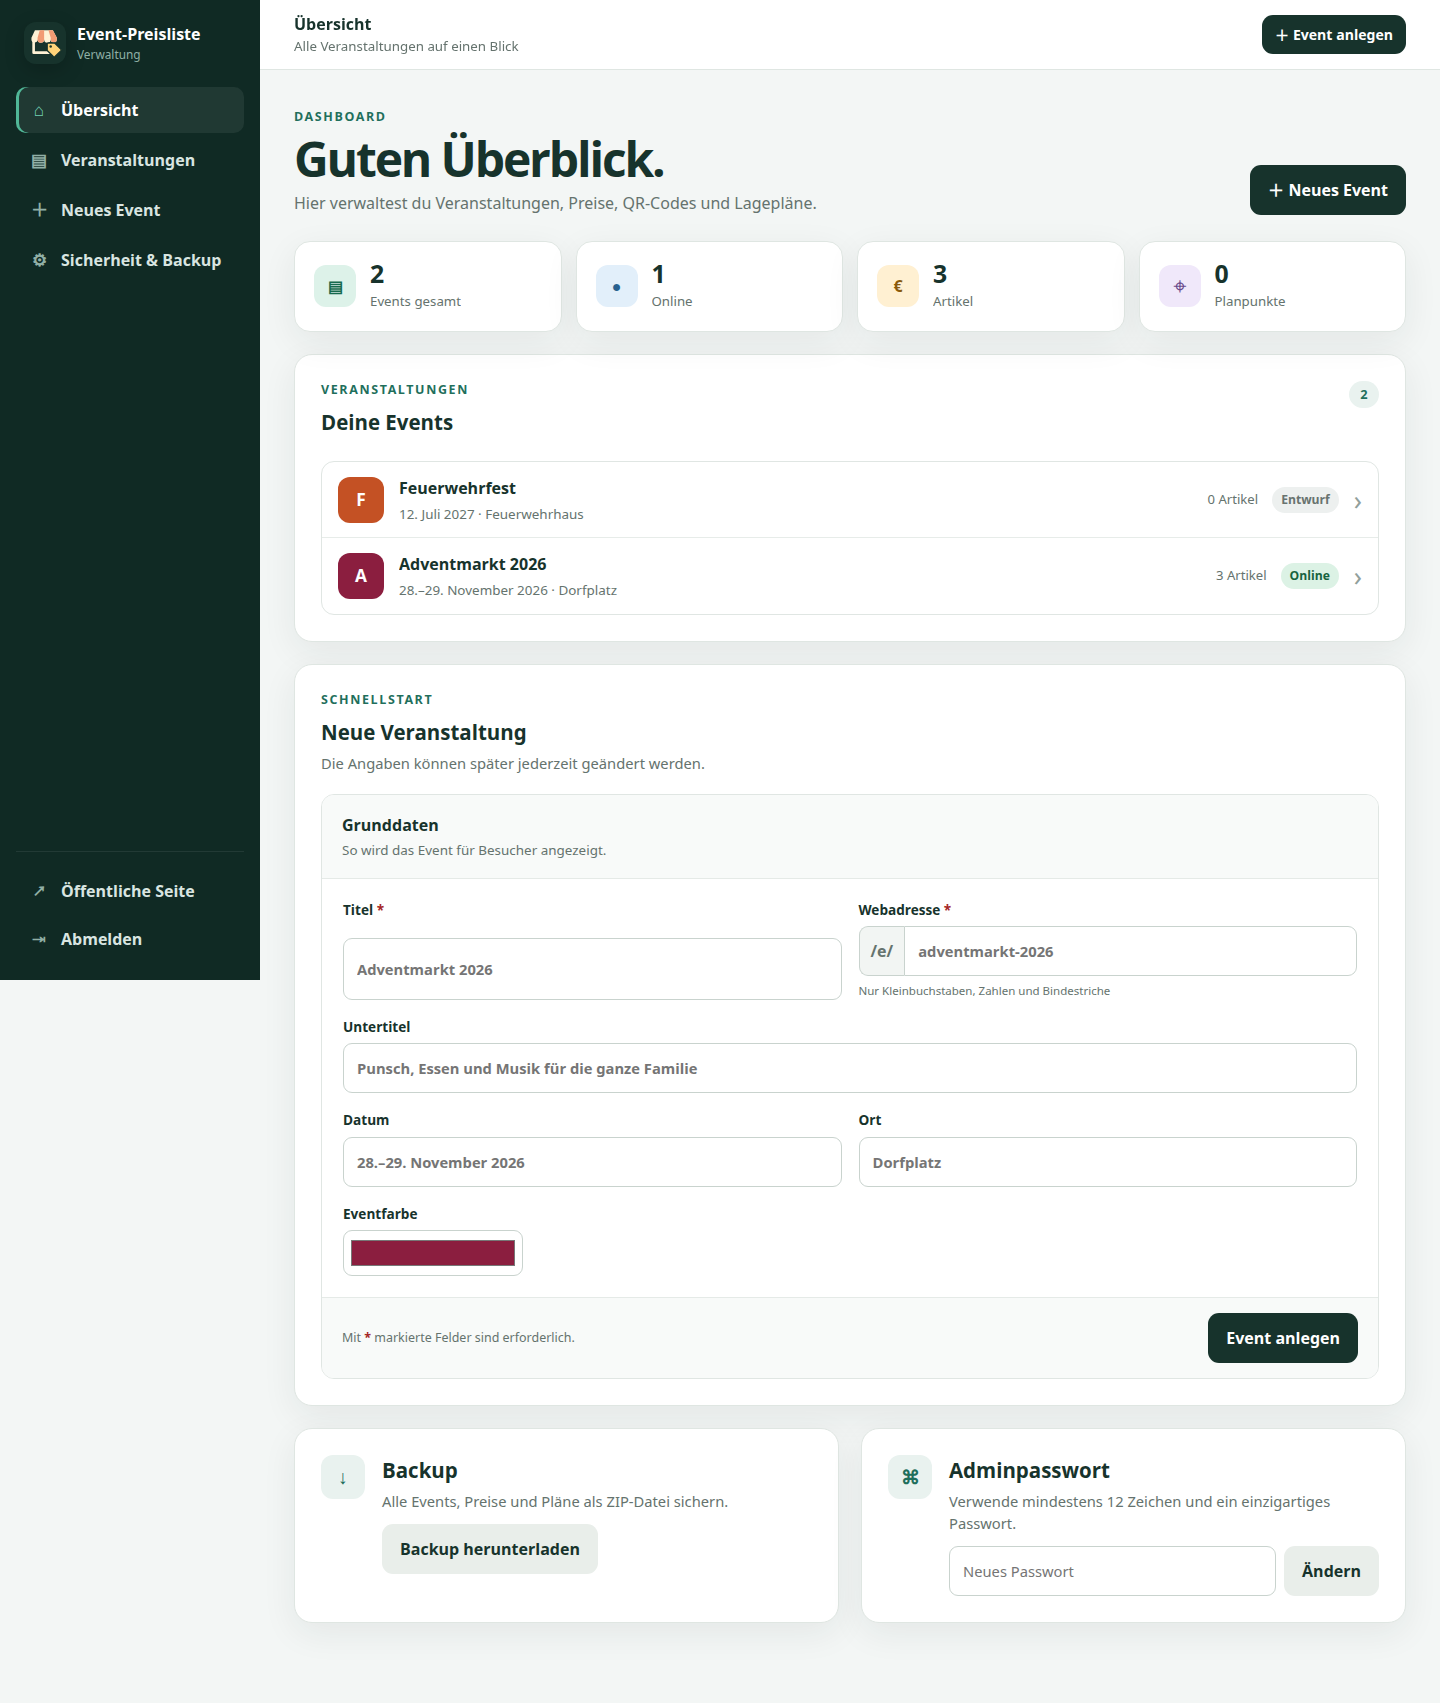 Event-Preisliste
Verwaltung
Übersicht
Veranstaltungen
Neues Event
Sicherheit & Backup
Öffentliche Seite
Abmelden
Übersicht
Alle Veranstaltungen auf einen Blick
+ Event anlegen
DASHBOARD
Guten Überblick.
Hier verwaltest du Veranstaltungen, Preise, QR-Codes und Lagepläne.
+ Neues Event
2
Events gesamt
1
Online
€
3
Artikel
0
Planpunkte
VERANSTALTUNGEN
2
Deine Events
F
Feuerwehrfest
12. Juli 2027 · Feuerwehrhaus
0 Artikel
Entwurf
A
Adventmarkt 2026
28.–29. November 2026 · Dorfplatz
3 Artikel
Online
SCHNELLSTART
Neue Veranstaltung
Die Angaben können später jederzeit geändert werden.
Grunddaten
So wird das Event für Besucher angezeigt.
Titel *
Adventmarkt 2026
Webadresse *
/e/ adventmarkt-2026
Nur Kleinbuchstaben, Zahlen und Bindestriche
Untertitel
Punsch, Essen und Musik für die ganze Familie
Datum
28.–29. November 2026
Ort
Dorfplatz
Eventfarbe
Mit * markierte Felder sind erforderlich.
Event anlegen
Backup
Alle Events, Preise und Pläne als ZIP-Datei sichern.
Backup herunterladen
Adminpasswort
Verwende mindestens 12 Zeichen und ein einzigartiges
Passwort.
Neues Passwort
Ändern